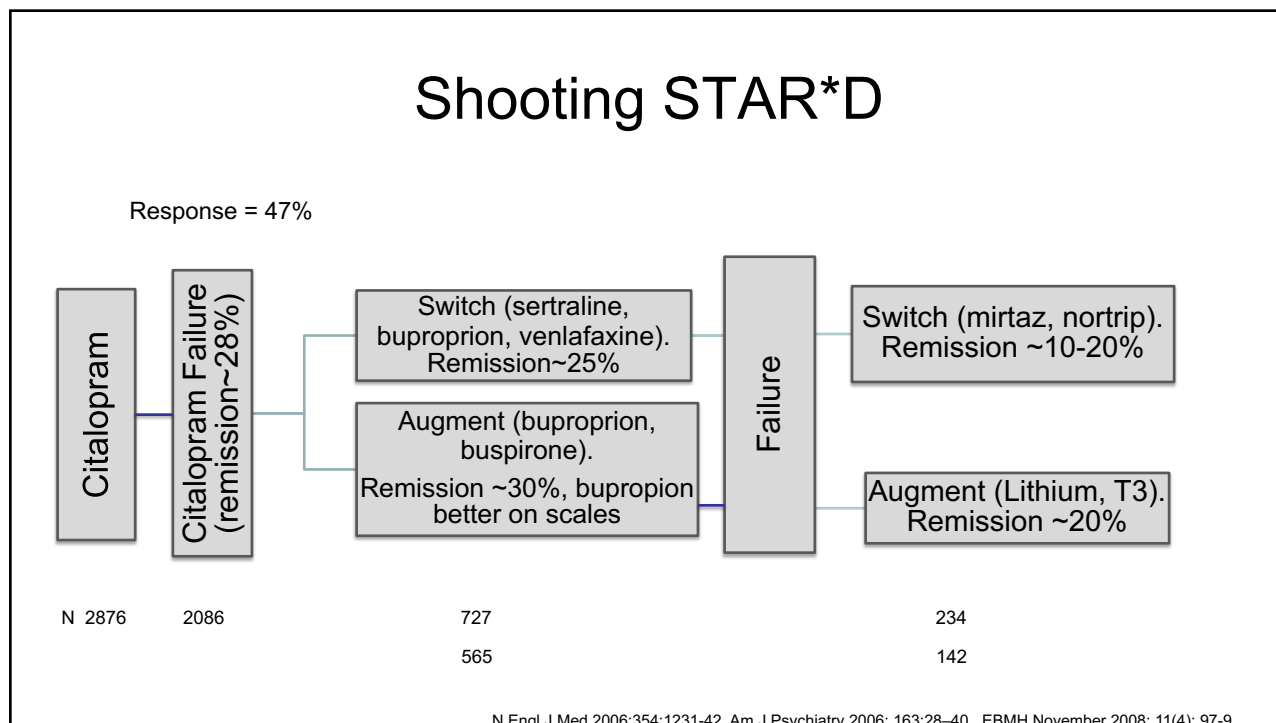 Shooting STAR*D
Response = 47%
Citalopram
Citalopram Failure
(remission~28%)
Switch (sertraline,
buproprion, venlafaxine).
Remission~25%
Augment (buproprion,
buspirone).
Remission ~30%, bupropion
better on scales
Failure
Switch (mirtaz, nortrip).
Remission ~10-20%
Augment (Lithium, T3).
Remission ~20%
N 2876 2086 727 234
565 142
N Engl J Med 2006;354:1231-42, Am J Psychiatry 2006; 163:28–40, EBMH November 2008; 11(4): 97-9